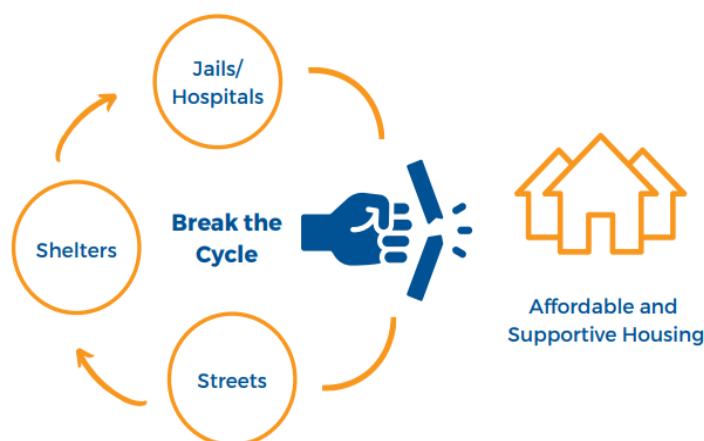 Jails/
Hospitals
Break the
Cycle
Shelters
Streets
Affordable and
Supportive Housing